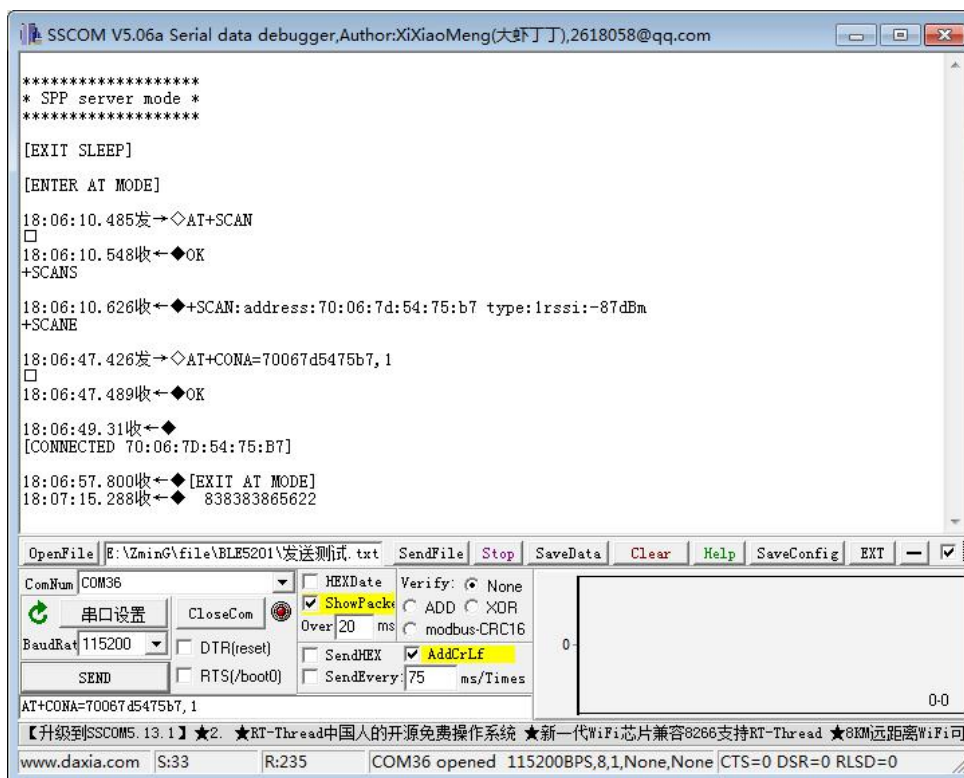 SSCOM V5.06a Serial data debugger,Author:XiXiaoMeng(大虾丁丁),2618058@qq.com
*******************
* SPP server mode *
*******************
[EXIT SLEEP]
[ENTER AT MODE]
18:06:10.485发→◇AT+SCAN
□
18:06:10.548收←◆OK
+SCANS
18:06:10.626收←◆+SCAN:address:70:06:7d:54:75:b7 type:1rssi:-87dBm
+SCANE
18:06:47.426发→◇AT+CONA=70067d5475b7,1
□
18:06:47.489收←◆OK
18:06:49.31收←◆
[CONNECTED 70:06:7D:54:75:B7]
18:06:57.800收←◆[EXIT AT MODE]
18:07:15.288收←◆  838383865622
OpenFile E:\ZminG\file\BLE5201\发送测试.txt SendFile Stop SaveData Clear Help SaveConfig EXT —
ComNum COM36 HEXDate Verify: None
串口设置 CloseCom ShowPacke ADD XOR
Over 20 ms modbus-CRC16
BaudRat 115200 DTR(reset) SendHEX AddCrLf 0
SEND RTS(/boot0) SendEvery: 75 ms/Times
AT+CONA=70067d5475b7,1 0-0
【升级到SSCOM5.13.1】★2. ★RT-Thread中国人的开源免费操作系统 ★新一代WiFi芯片兼容8266支持RT-Thread ★8KM远距离WiFi可
www.daxia.com S:33 R:235 COM36 opened 115200BPS,8,1,None,None CTS=0 DSR=0 RLSD=0